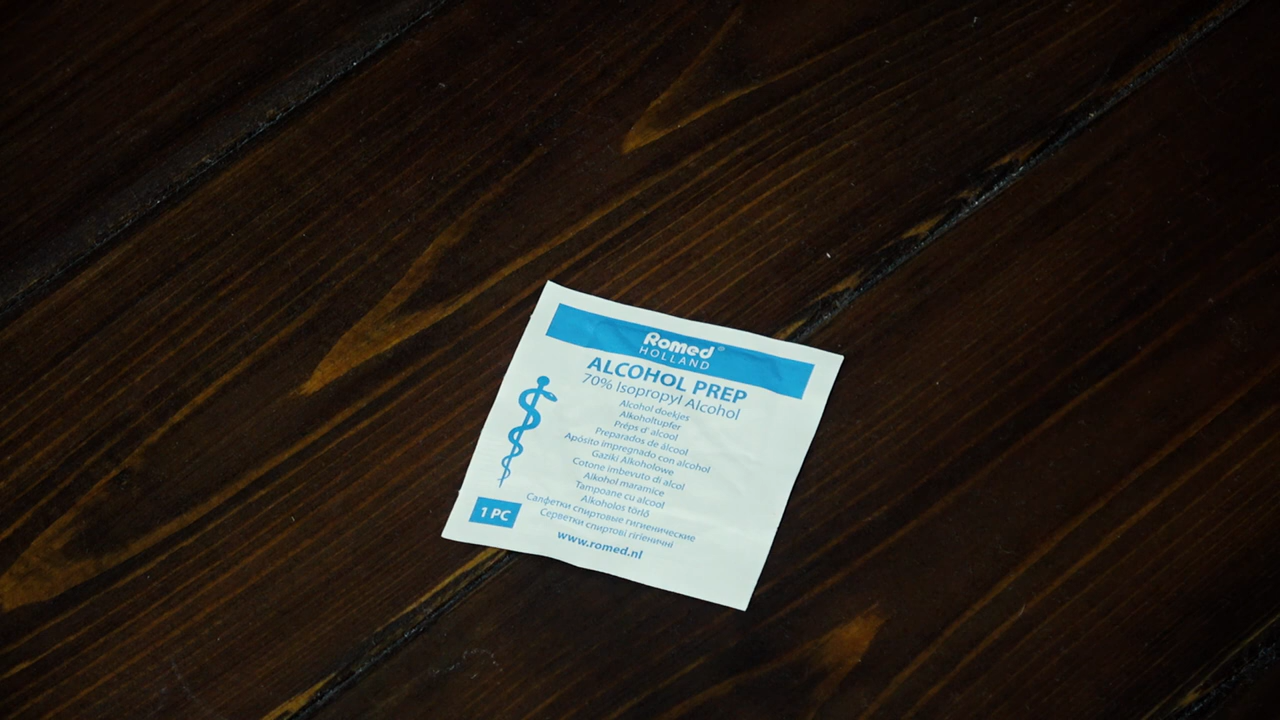 Romed®
HOLLAND
ALCOHOL PREP
70% Isopropyl Alcohol
Alcohol doekjes
Alkoholtupfer
Préps d' alcool
Preparados de álcool
Apósito impregnado con alcohol
Gaziki Alkoholowe
Cotone imbevuto di alcol
Alkohol maramice
Tampoane cu alcool
Alkoholos törlő
Салфетки спиртовые гигиенические
Серветки спиртові гігієнічні
1 PC
www.romed.nl